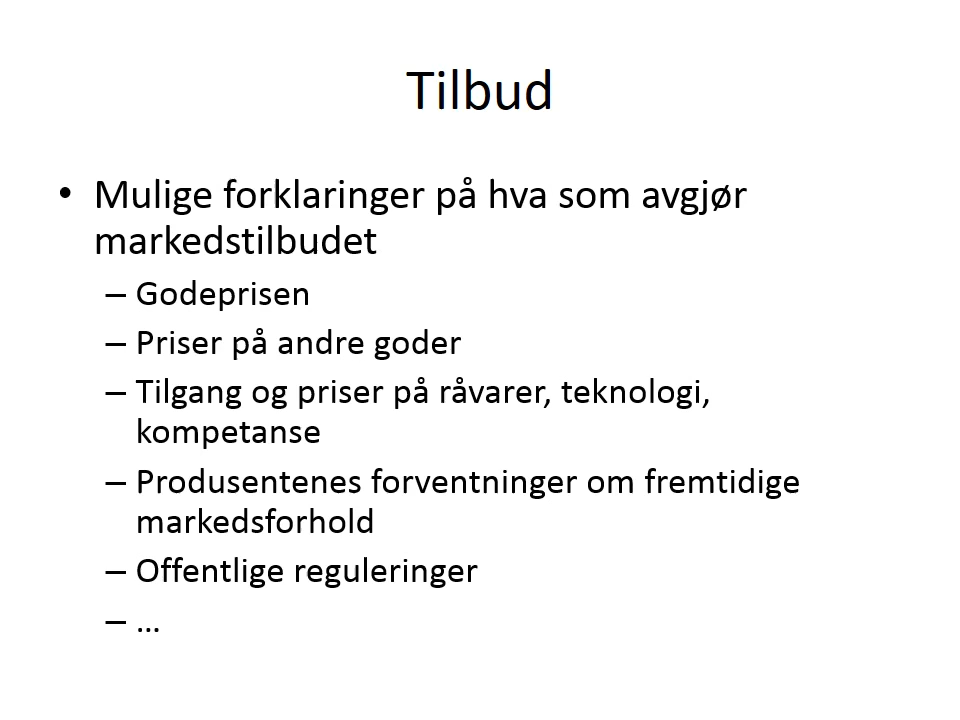 Tilbud
• Mulige forklaringer på hva som avgjør
markedstilbudet
– Godeprisen
– Priser på andre goder
– Tilgang og priser på råvarer, teknologi,
kompetanse
– Produsentenes forventninger om fremtidige
markedsforhold
– Offentlige reguleringer
– …